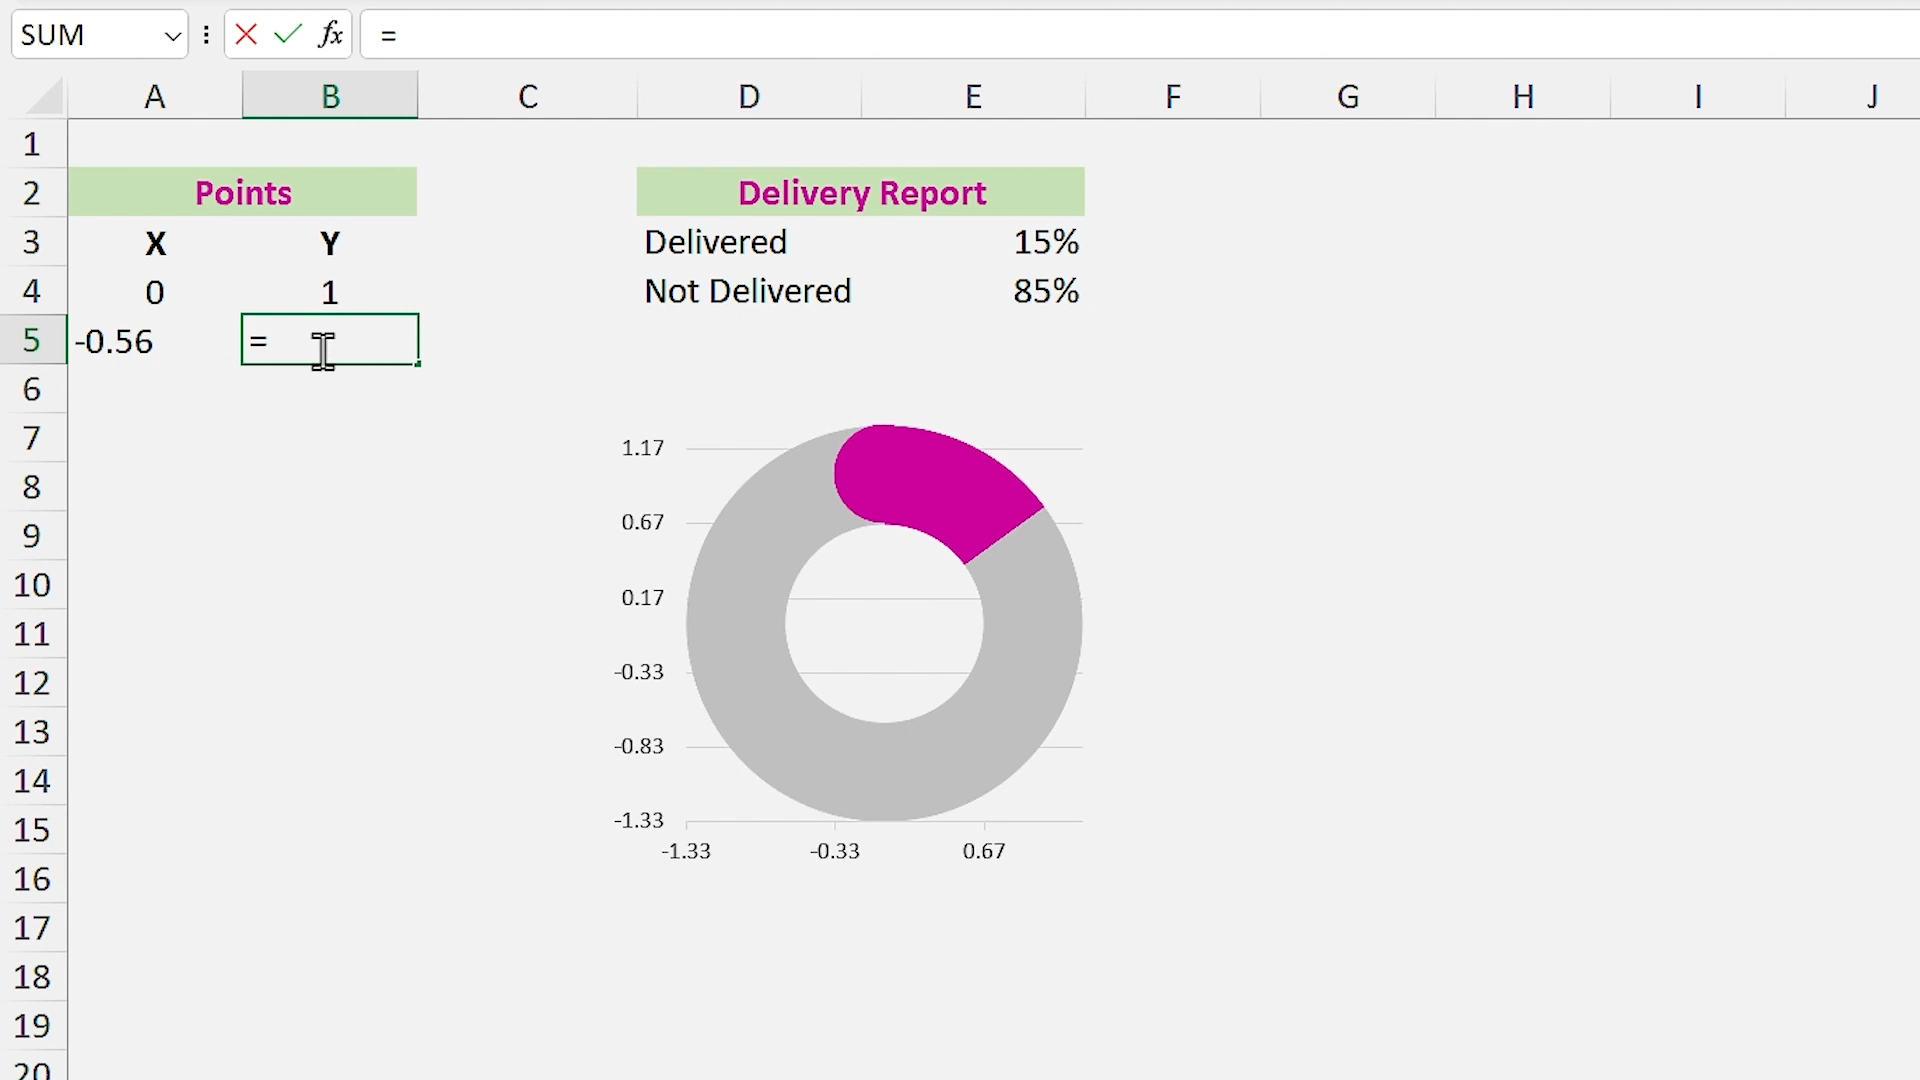 SUM fx =
A B C D E F G H I J
1
2 Points Delivery Report
3 X Y Delivered 15%
4 0 1 Not Delivered 85%
5 -0.56 =
6
7 1.17
8
9 0.67
10
11 0.17
12 -0.33
13
14 -0.83
15 -1.33
16 -1.33 -0.33 0.67
17
18
19
20